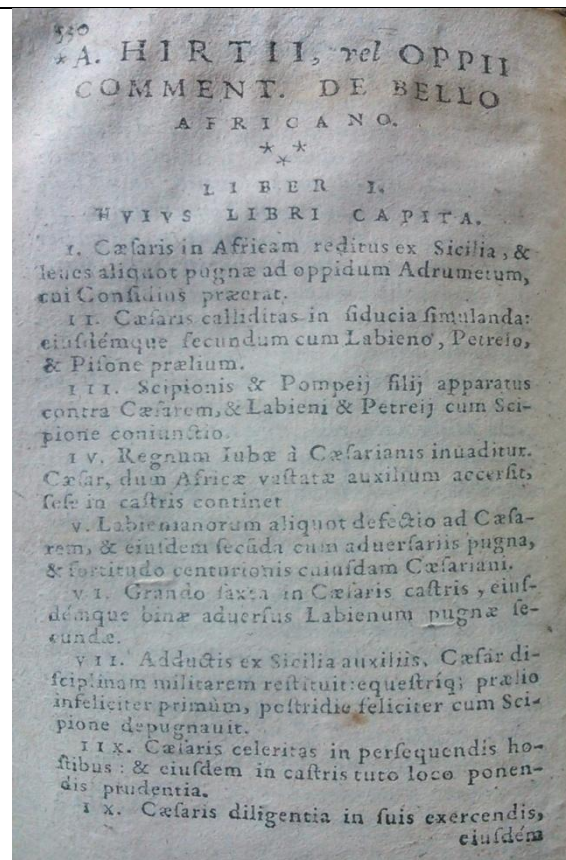 330
*A. HIRTII, vel OPPII
COMMENT. DE BELLO
AFRICANO.
* *
*
LIBER I.
HVIVS LIBRI CAPITA.
I. Cæſaris in Africam reditus ex Sicilia, &
leues aliquot pugnæ ad oppidum Adrumetum,
cui Conſidius præerat.
II. Cæſaris calliditas in fiducia ſimulanda:
eiuſdémque ſecundum cum Labieno, Petreio,
& Piſone prælium.
III. Scipionis & Pompeij filij apparatus
contra Cæſarem, & Labieni & Petreij cum Sci-
pione coniunctio.
IV. Regnum Iubæ à Cæſarianis inuaditur.
Cæſar, dum Africæ vaſtatæ auxilium accerſit,
ſeſe in caſtris continet
V. Labienianorum aliquot defectio ad Cæſa-
rem, & eiuſdem ſecũda cum aduerſariis pugna,
& fortitudo centurionis cuiuſdam Cæſariani.
VI. Grando ſaxea in Cæſaris caſtris, eiuſ-
démque binæ aduerſus Labienum pugnæ ſe-
cundæ.
VII. Adductis ex Sicilia auxiliis, Cæſar di-
ſciplinam militarem reſtituit: equeſtríq; prælio
infeliciter primùm, poſtridie feliciter cum Sci-
pione depugnauit.
IIX. Cæſaris celeritas in perſequendis ho-
ſtibus: & eiuſdem in caſtris tuto loco ponen-
dis prudentia.
IX. Cæſaris diligentia in ſuis exercendis,
eiuſdém